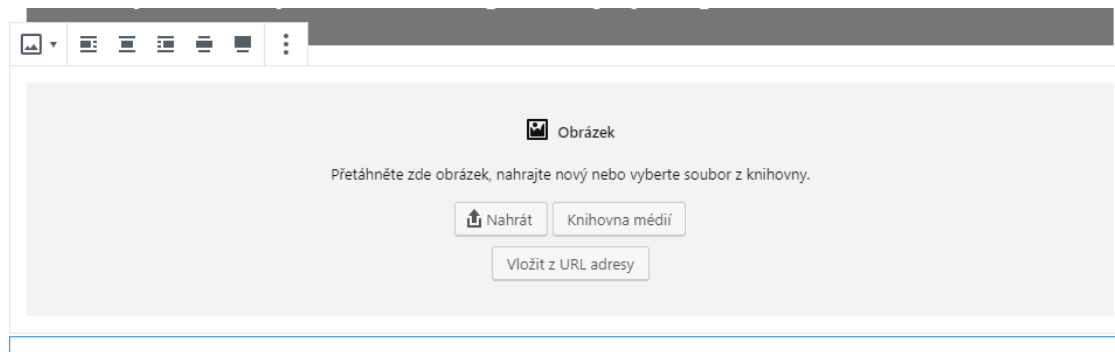 Obrázek
Přetáhněte zde obrázek, nahrajte nový nebo vyberte soubor z knihovny.
Nahrát
Knihovna médií
Vložit z URL adresy